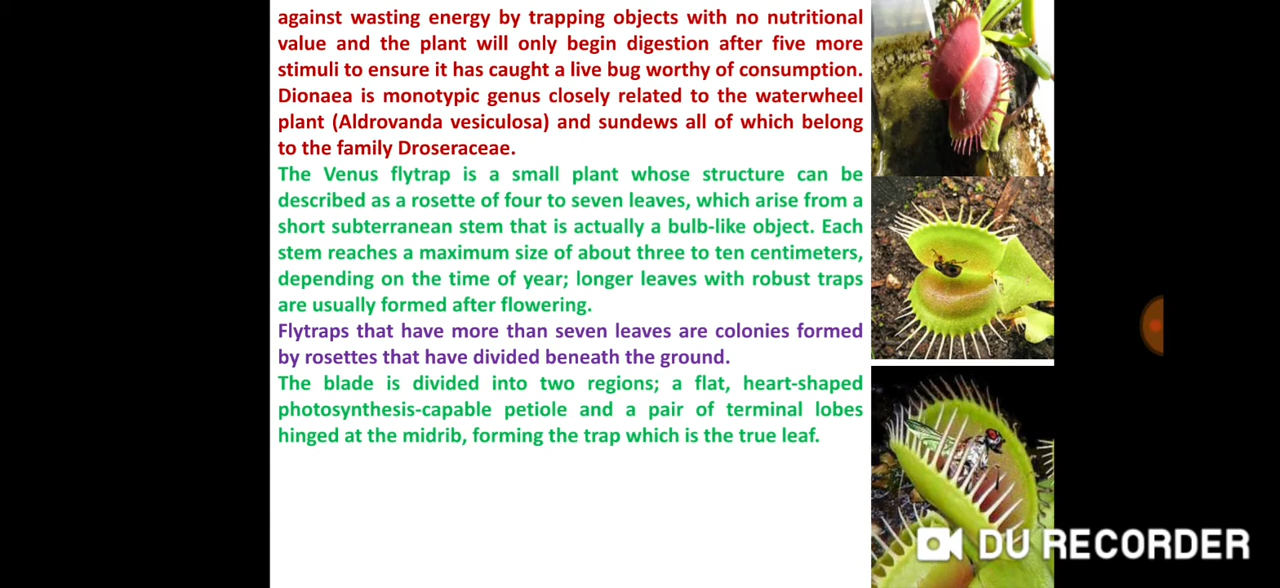 against wasting energy by trapping objects with no nutritional
value and the plant will only begin digestion after five more
stimuli to ensure it has caught a live bug worthy of consumption.
Dionaea is monotypic genus closely related to the waterwheel
plant (Aldrovanda vesiculosa) and sundews all of which belong
to the family Droseraceae.
The Venus flytrap is a small plant whose structure can be
described as a rosette of four to seven leaves, which arise from a
short subterranean stem that is actually a bulb-like object. Each
stem reaches a maximum size of about three to ten centimeters,
depending on the time of year; longer leaves with robust traps
are usually formed after flowering.
Flytraps that have more than seven leaves are colonies formed
by rosettes that have divided beneath the ground.
The blade is divided into two regions; a flat, heart-shaped
photosynthesis-capable petiole and a pair of terminal lobes
hinged at the midrib, forming the trap which is the true leaf.
DU RECORDER